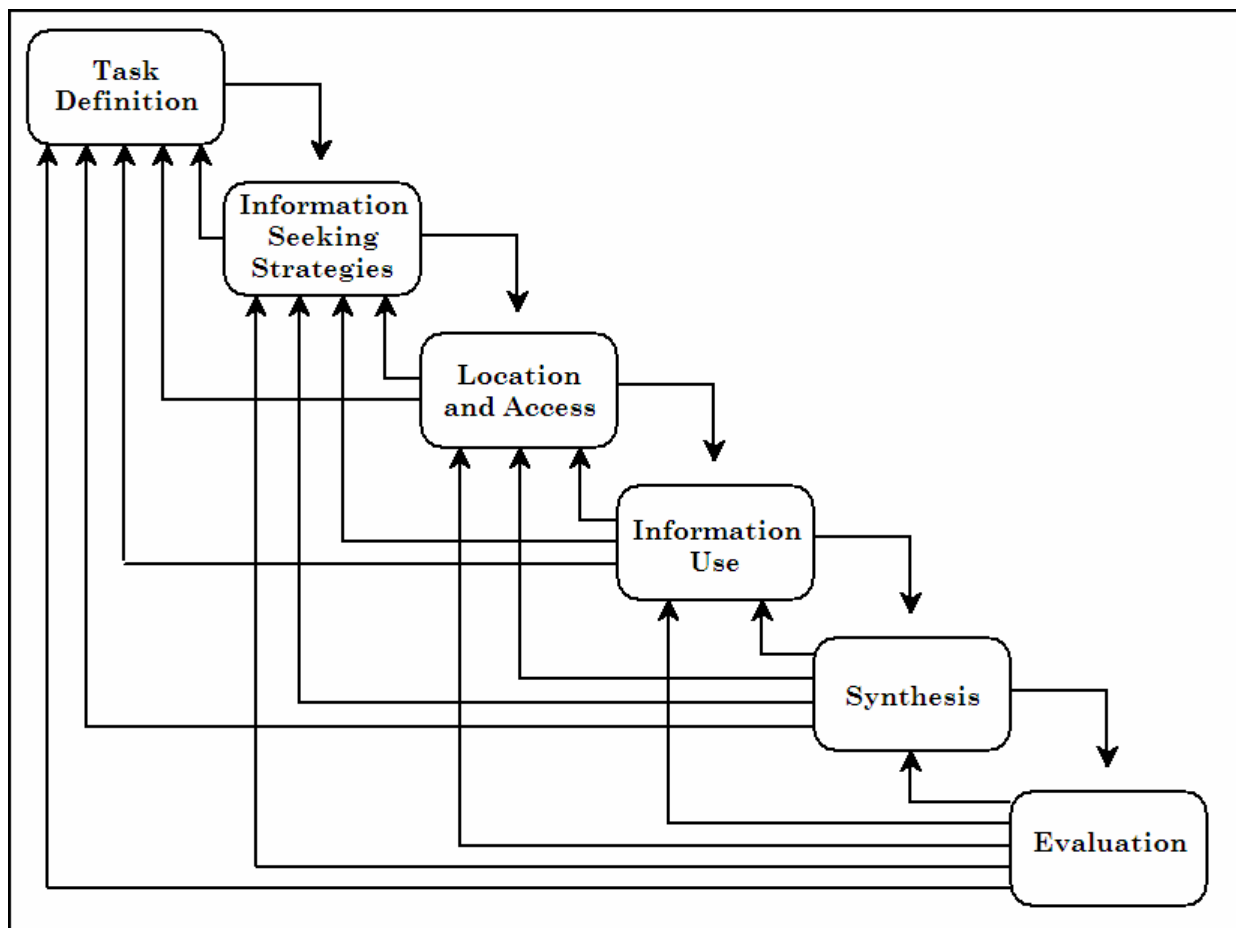 Task
Definition
Information
Seeking
Strategies
Location
and Access
Information
Use
Synthesis
Evaluation